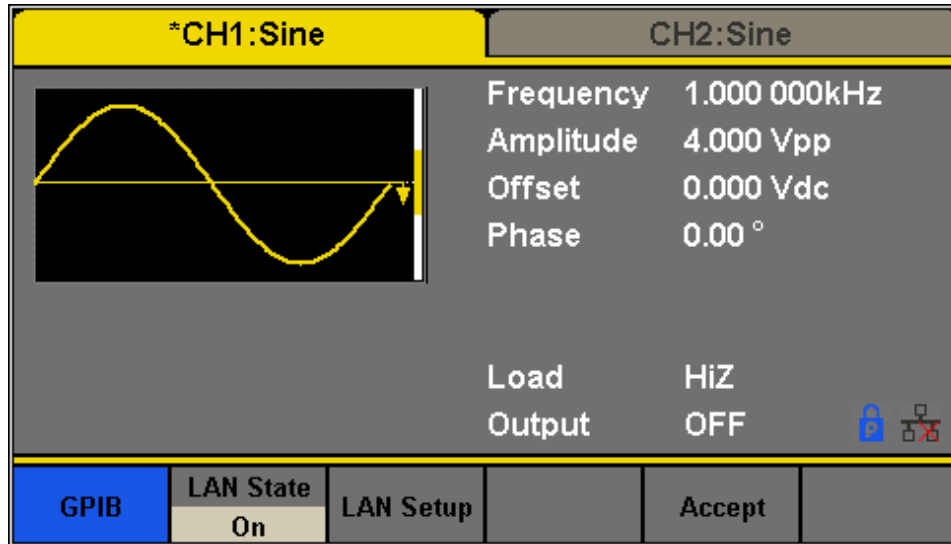 *CH1:Sine
CH2:Sine
Frequency 1.000 000kHz
Amplitude 4.000 Vpp
Offset 0.000 Vdc
Phase 0.00 °
Load HiZ
Output OFF
P
GPIB
LAN State
On
LAN Setup
Accept